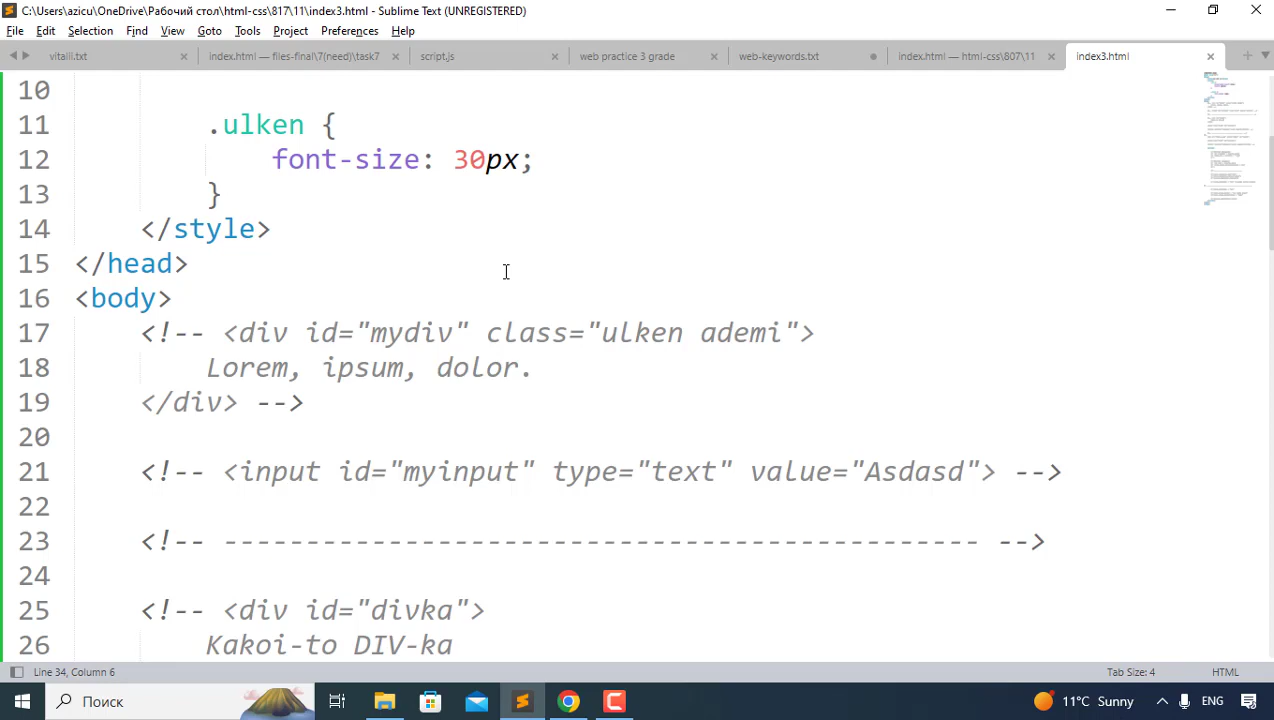 C:\Users\azicu\OneDrive\Рабочий стол\html-css\817\11\index3.html - Sublime Text (UNREGISTERED)
File Edit Selection Find View Goto Tools Project Preferences Help
vitalii.txt index.html — files-final\7(need)\task7 script.js web practice 3 grade web-keywords.txt index.html — html-css\807\11 index3.html
10
11 .ulken {
12 font-size: 30px;
13 }
14 </style>
15 </head>
16 <body>
17 <!-- <div id="mydiv" class="ulken ademi">
18 Lorem, ipsum, dolor.
19 </div> -->
20
21 <!-- <input id="myinput" type="text" value="Asdasd"> -->
22
23 <!-- ---------------------------------------------- -->
24
25 <!-- <div id="divka">
26 Kakoi-to DIV-ka
Line 34, Column 6 Tab Size: 4 HTML
Поиск 11°C Sunny ENG